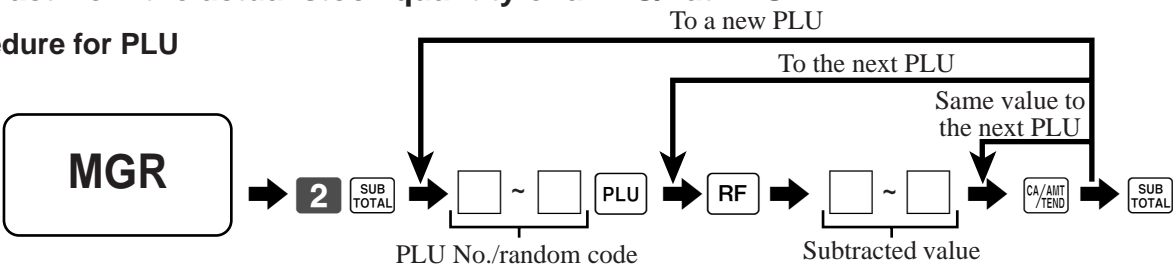 To a new PLU
edure for PLU
To the next PLU
Same value to
the next PLU
MGR
2 SUB TOTAL ~ PLU RF ~ CA/AMT /TEND SUB TOTAL
PLU No./random code
Subtracted value